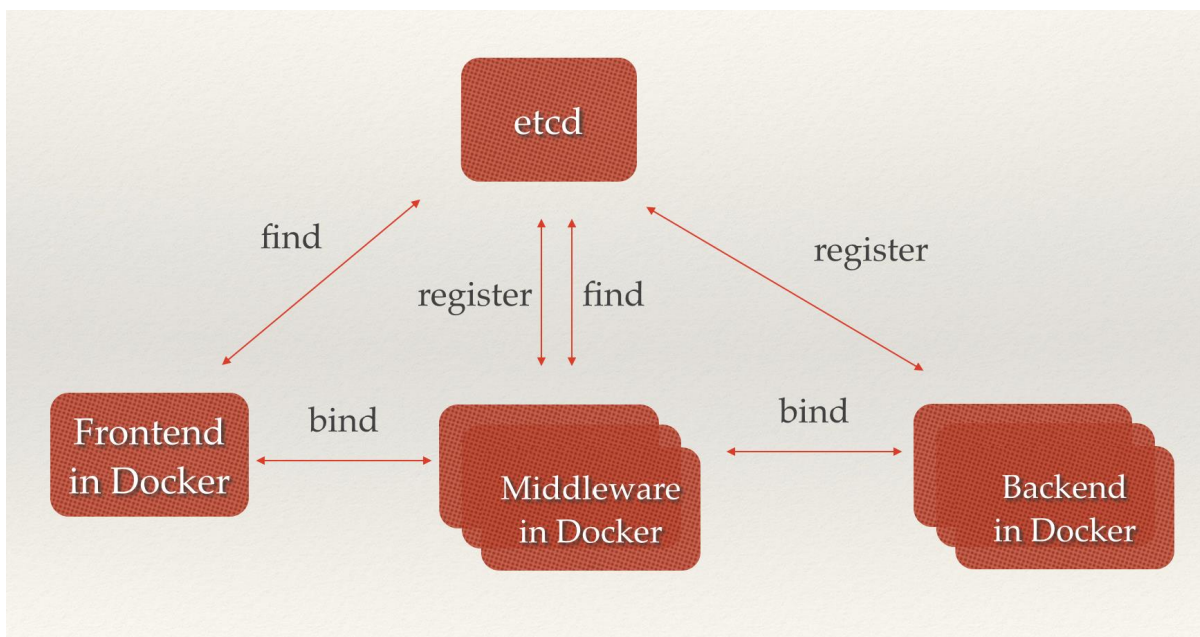 etcd
find
register
register
find
bind
bind
Frontend
in Docker
Middleware
in Docker
Backend
in Docker